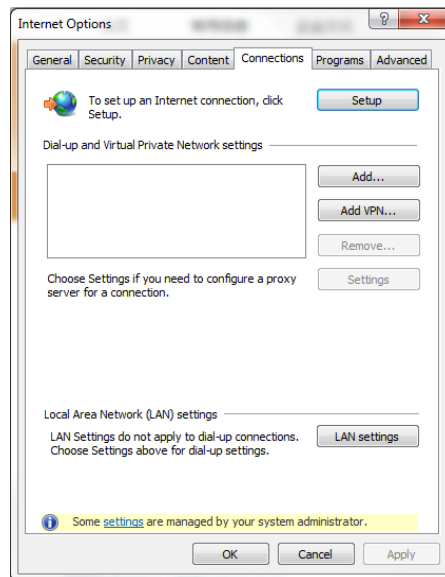 Internet Options
General Security Privacy Content Connections Programs Advanced
To set up an Internet connection, click
Setup.
Setup
Dial-up and Virtual Private Network settings
Add...
Add VPN...
Remove...
Choose Settings if you need to configure a proxy
server for a connection.
Settings
Local Area Network (LAN) settings
LAN Settings do not apply to dial-up connections.
Choose Settings above for dial-up settings.
LAN settings
Some settings are managed by your system administrator.
OK Cancel Apply